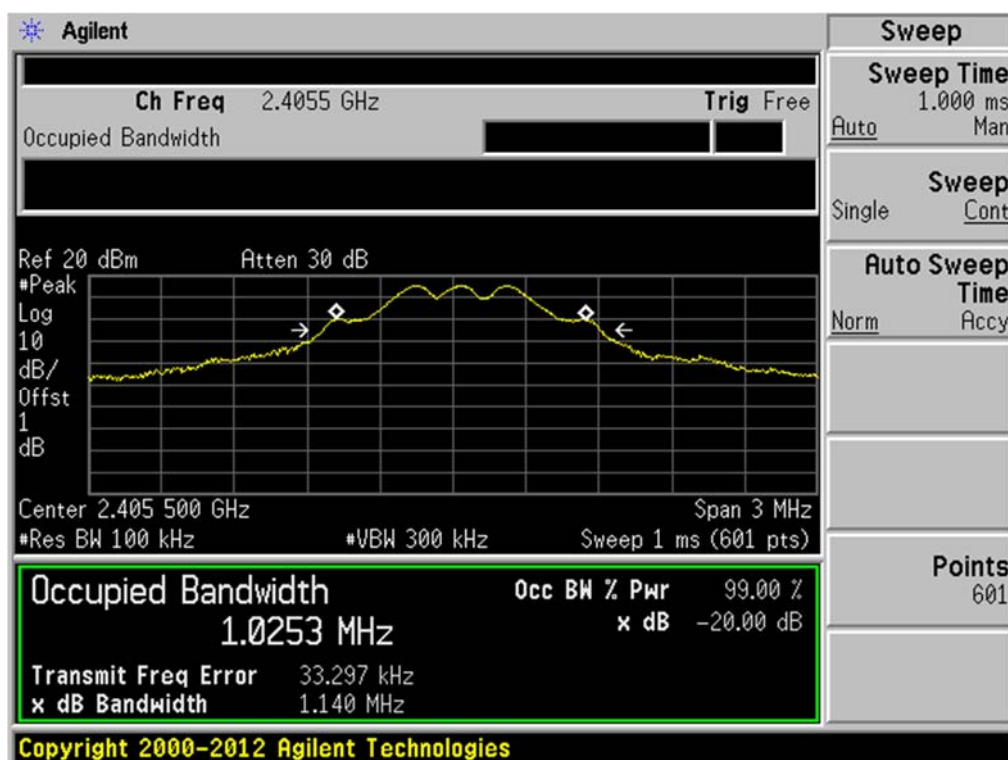 Agilent
Ch Freq 2.4055 GHz Trig Free
Occupied Bandwidth
Ref 20 dBm Atten 30 dB
#Peak
Log
10
dB/
Offst
1
dB
Center 2.405 500 GHz Span 3 MHz
#Res BW 100 kHz #VBW 300 kHz Sweep 1 ms (601 pts)
Occupied Bandwidth
1.0253 MHz
Occ BW % Pwr 99.00 %
x dB -20.00 dB
Transmit Freq Error 33.297 kHz
x dB Bandwidth 1.140 MHz
Copyright 2000-2012 Agilent Technologies
Sweep
Sweep Time
1.000 ms
Auto Man
Sweep
Single Cont
Auto Sweep
Time
Norm Accy
Points
601